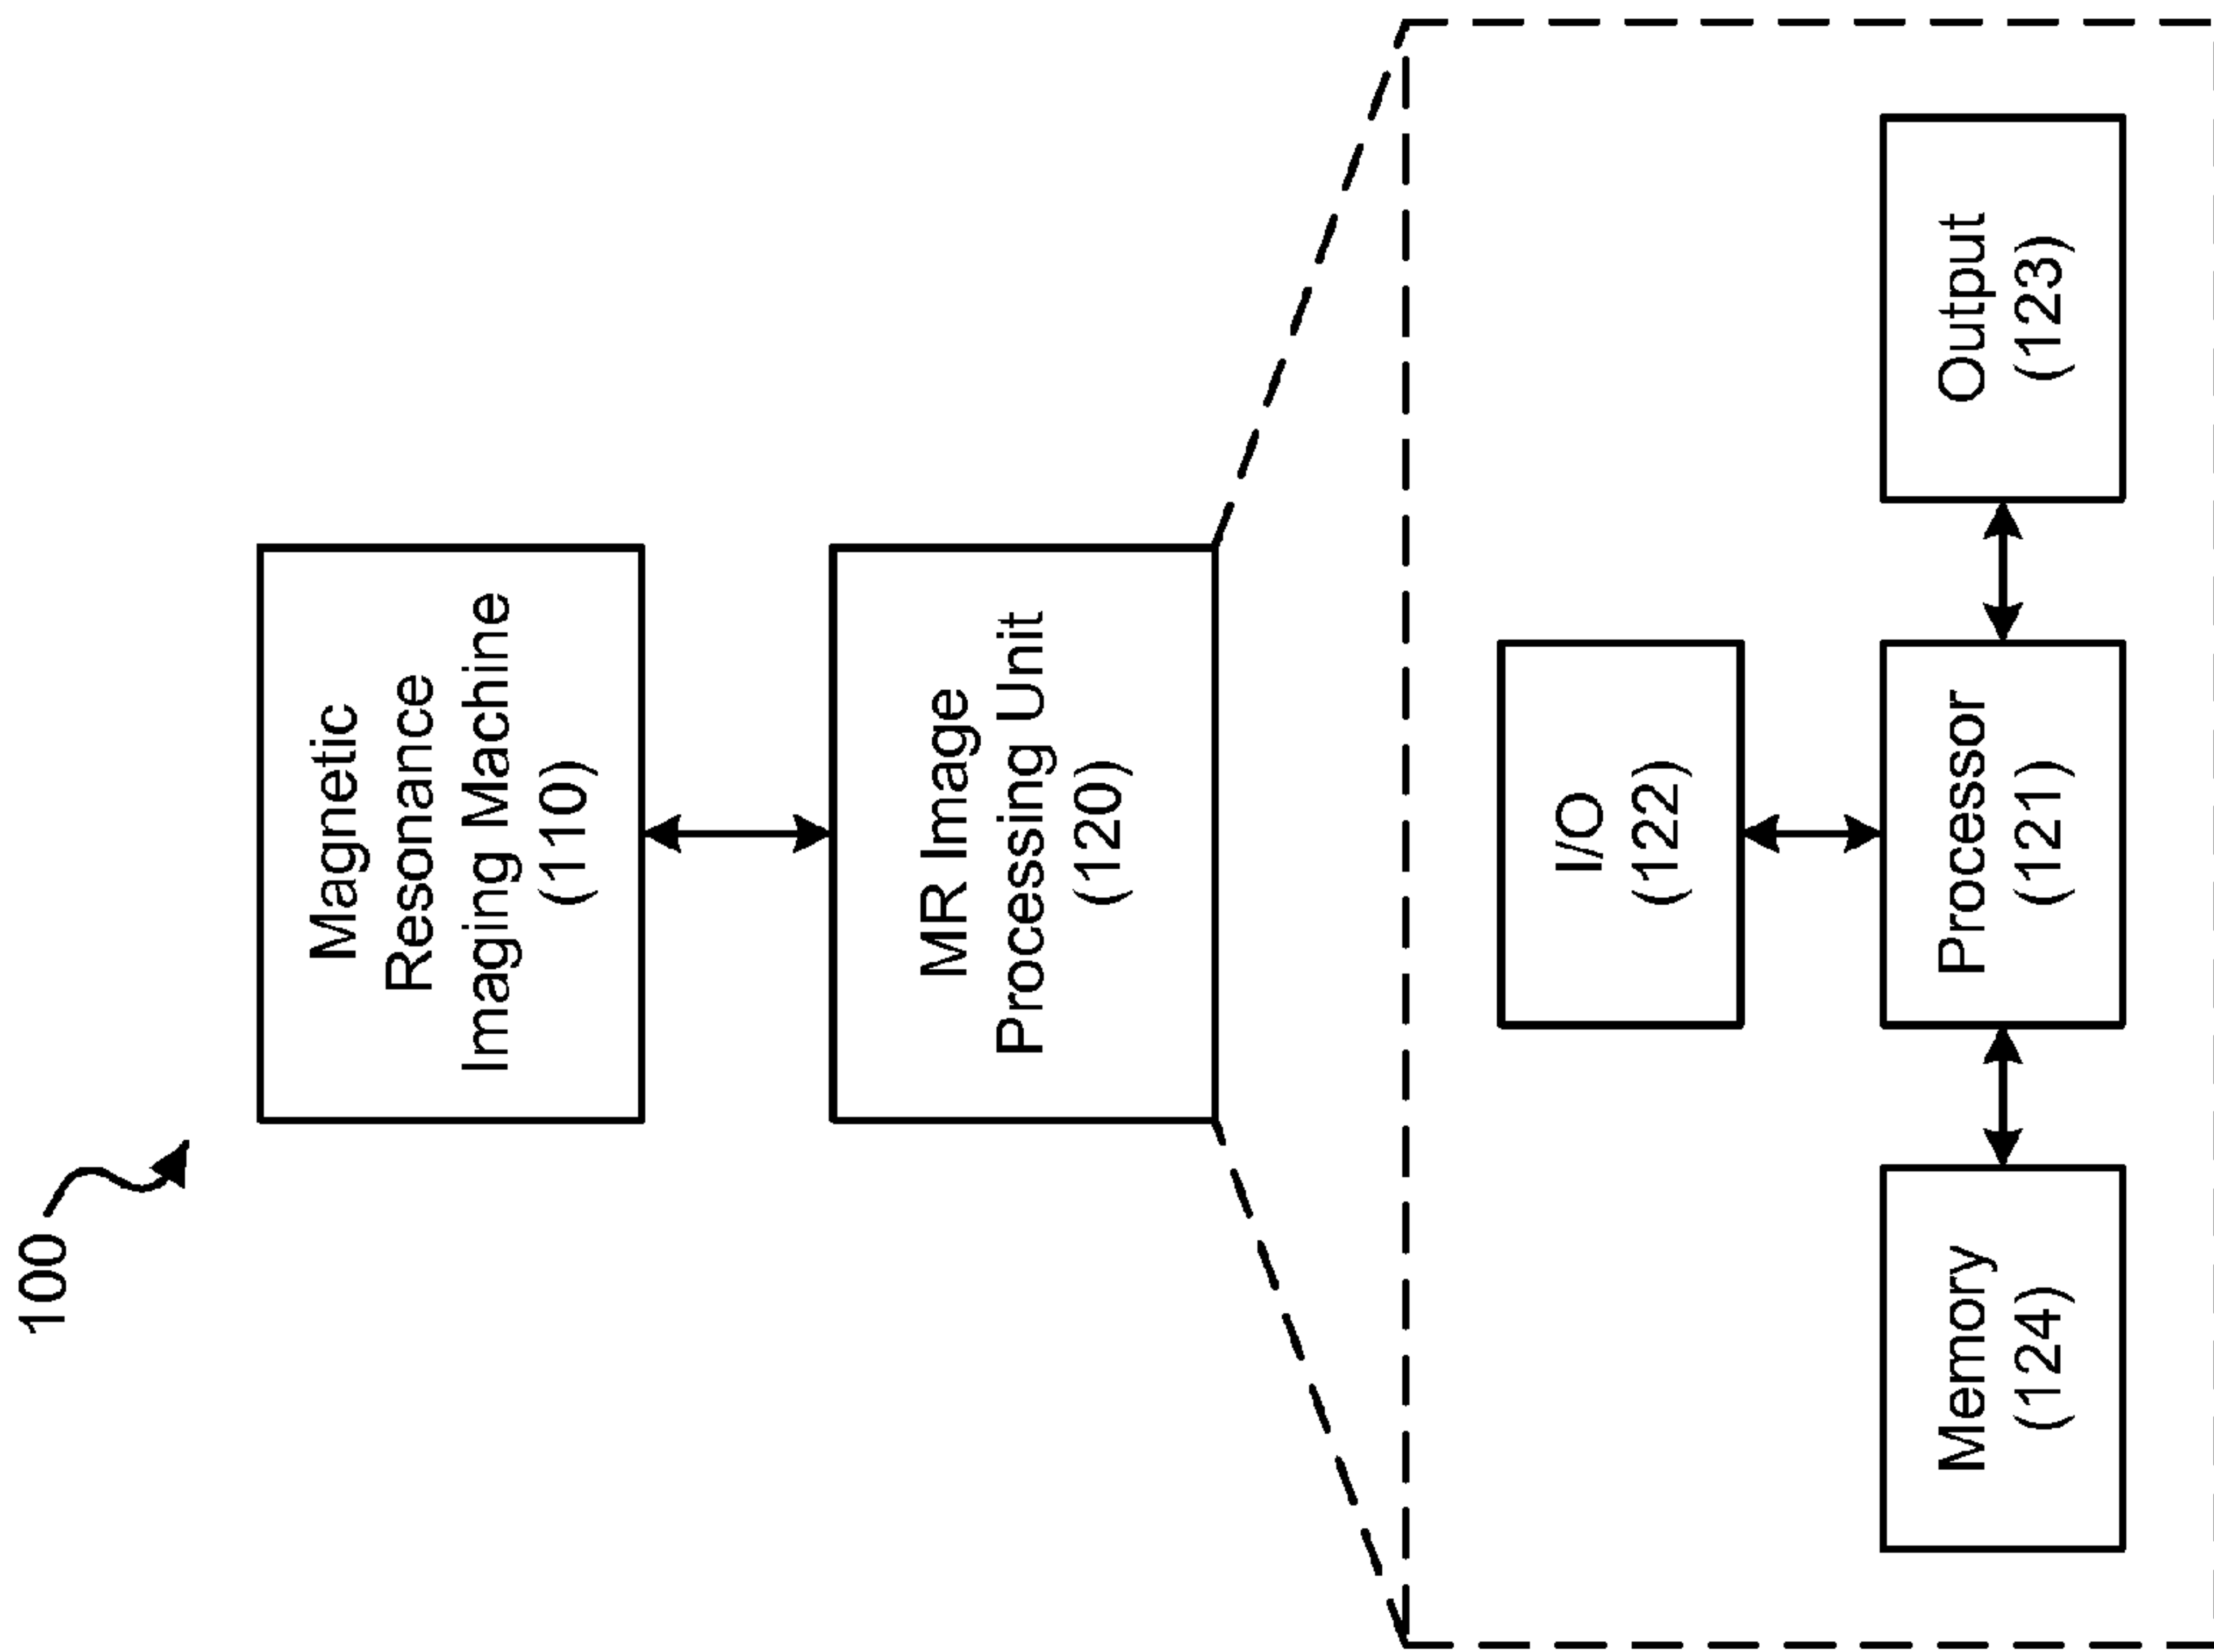 100
Magnetic
Resonance
Imaging Machine
(110)
MR Image
Processing Unit
(120)
I/O
(122)
Memory
(124)
Processor
(121)
Output
(123)